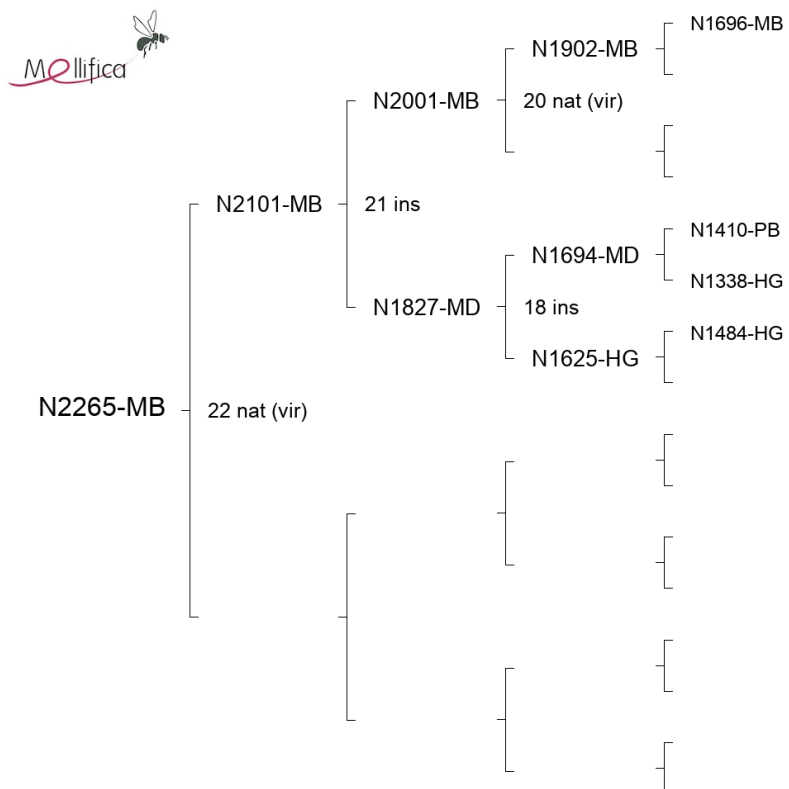 Mellifica
N1696-MB
N1902-MB
N2001-MB
20 nat (vir)
N2101-MB
21 ins
N1410-PB
N1694-MD
N1338-HG
N1827-MD
18 ins
N1484-HG
N1625-HG
N2265-MB
22 nat (vir)